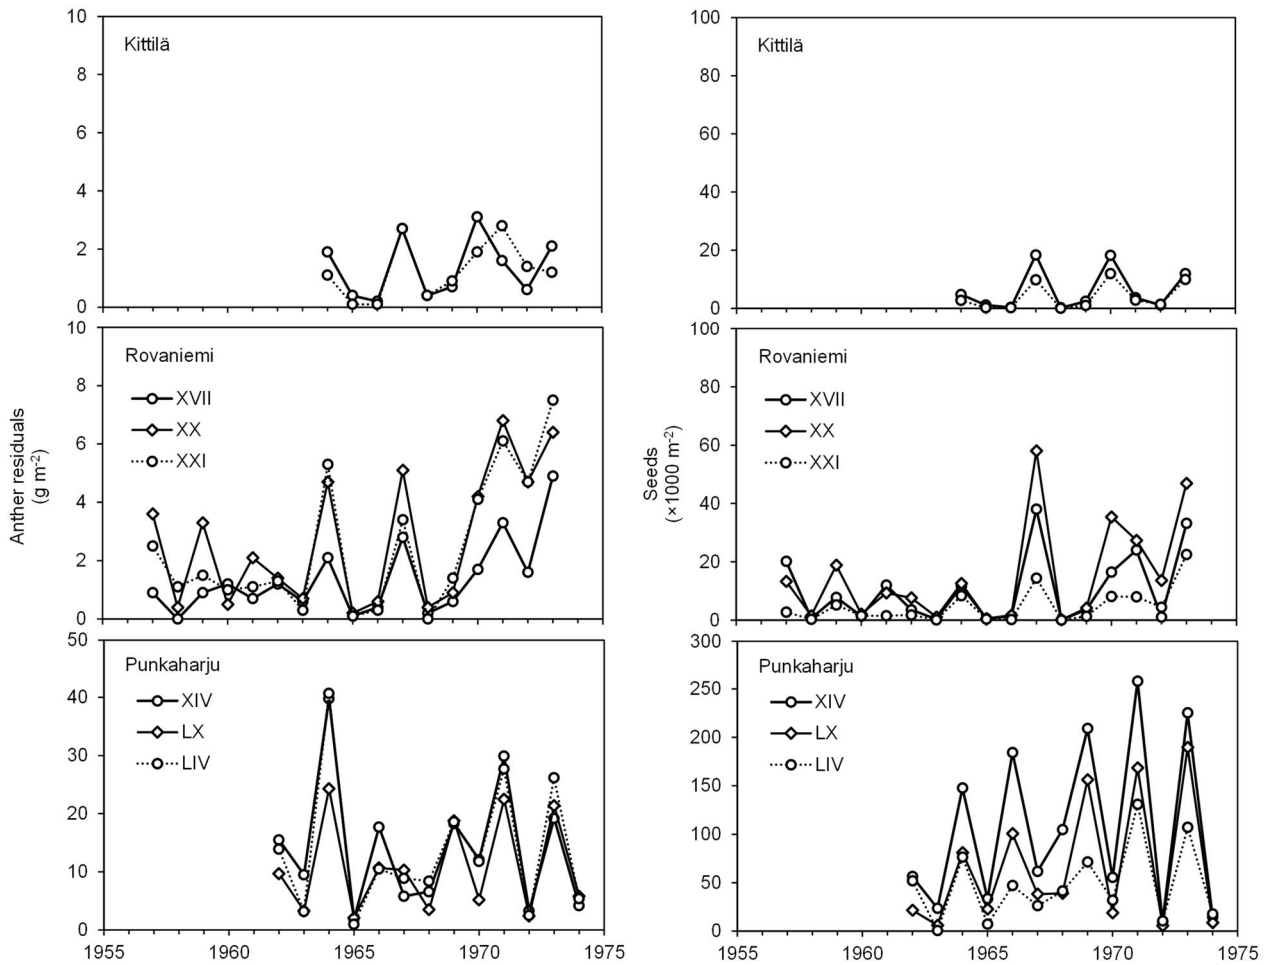 Kittilä
10
8
6
4
2
0
Kittilä
100
80
60
40
20
0
Rovaniemi
XVII
XX
XXI
10
8
6
4
2
0
Anther residuals
(g m-2)
Rovaniemi
XVII
XX
XXI
100
80
60
40
20
0
Seeds
(×1000 m-2)
Punkaharju
XIV
LX
LIV
50
40
30
20
10
0
1955 1960 1965 1970 1975
Punkaharju
XIV
LX
LIV
300
250
200
150
100
50
0
1955 1960 1965 1970 1975